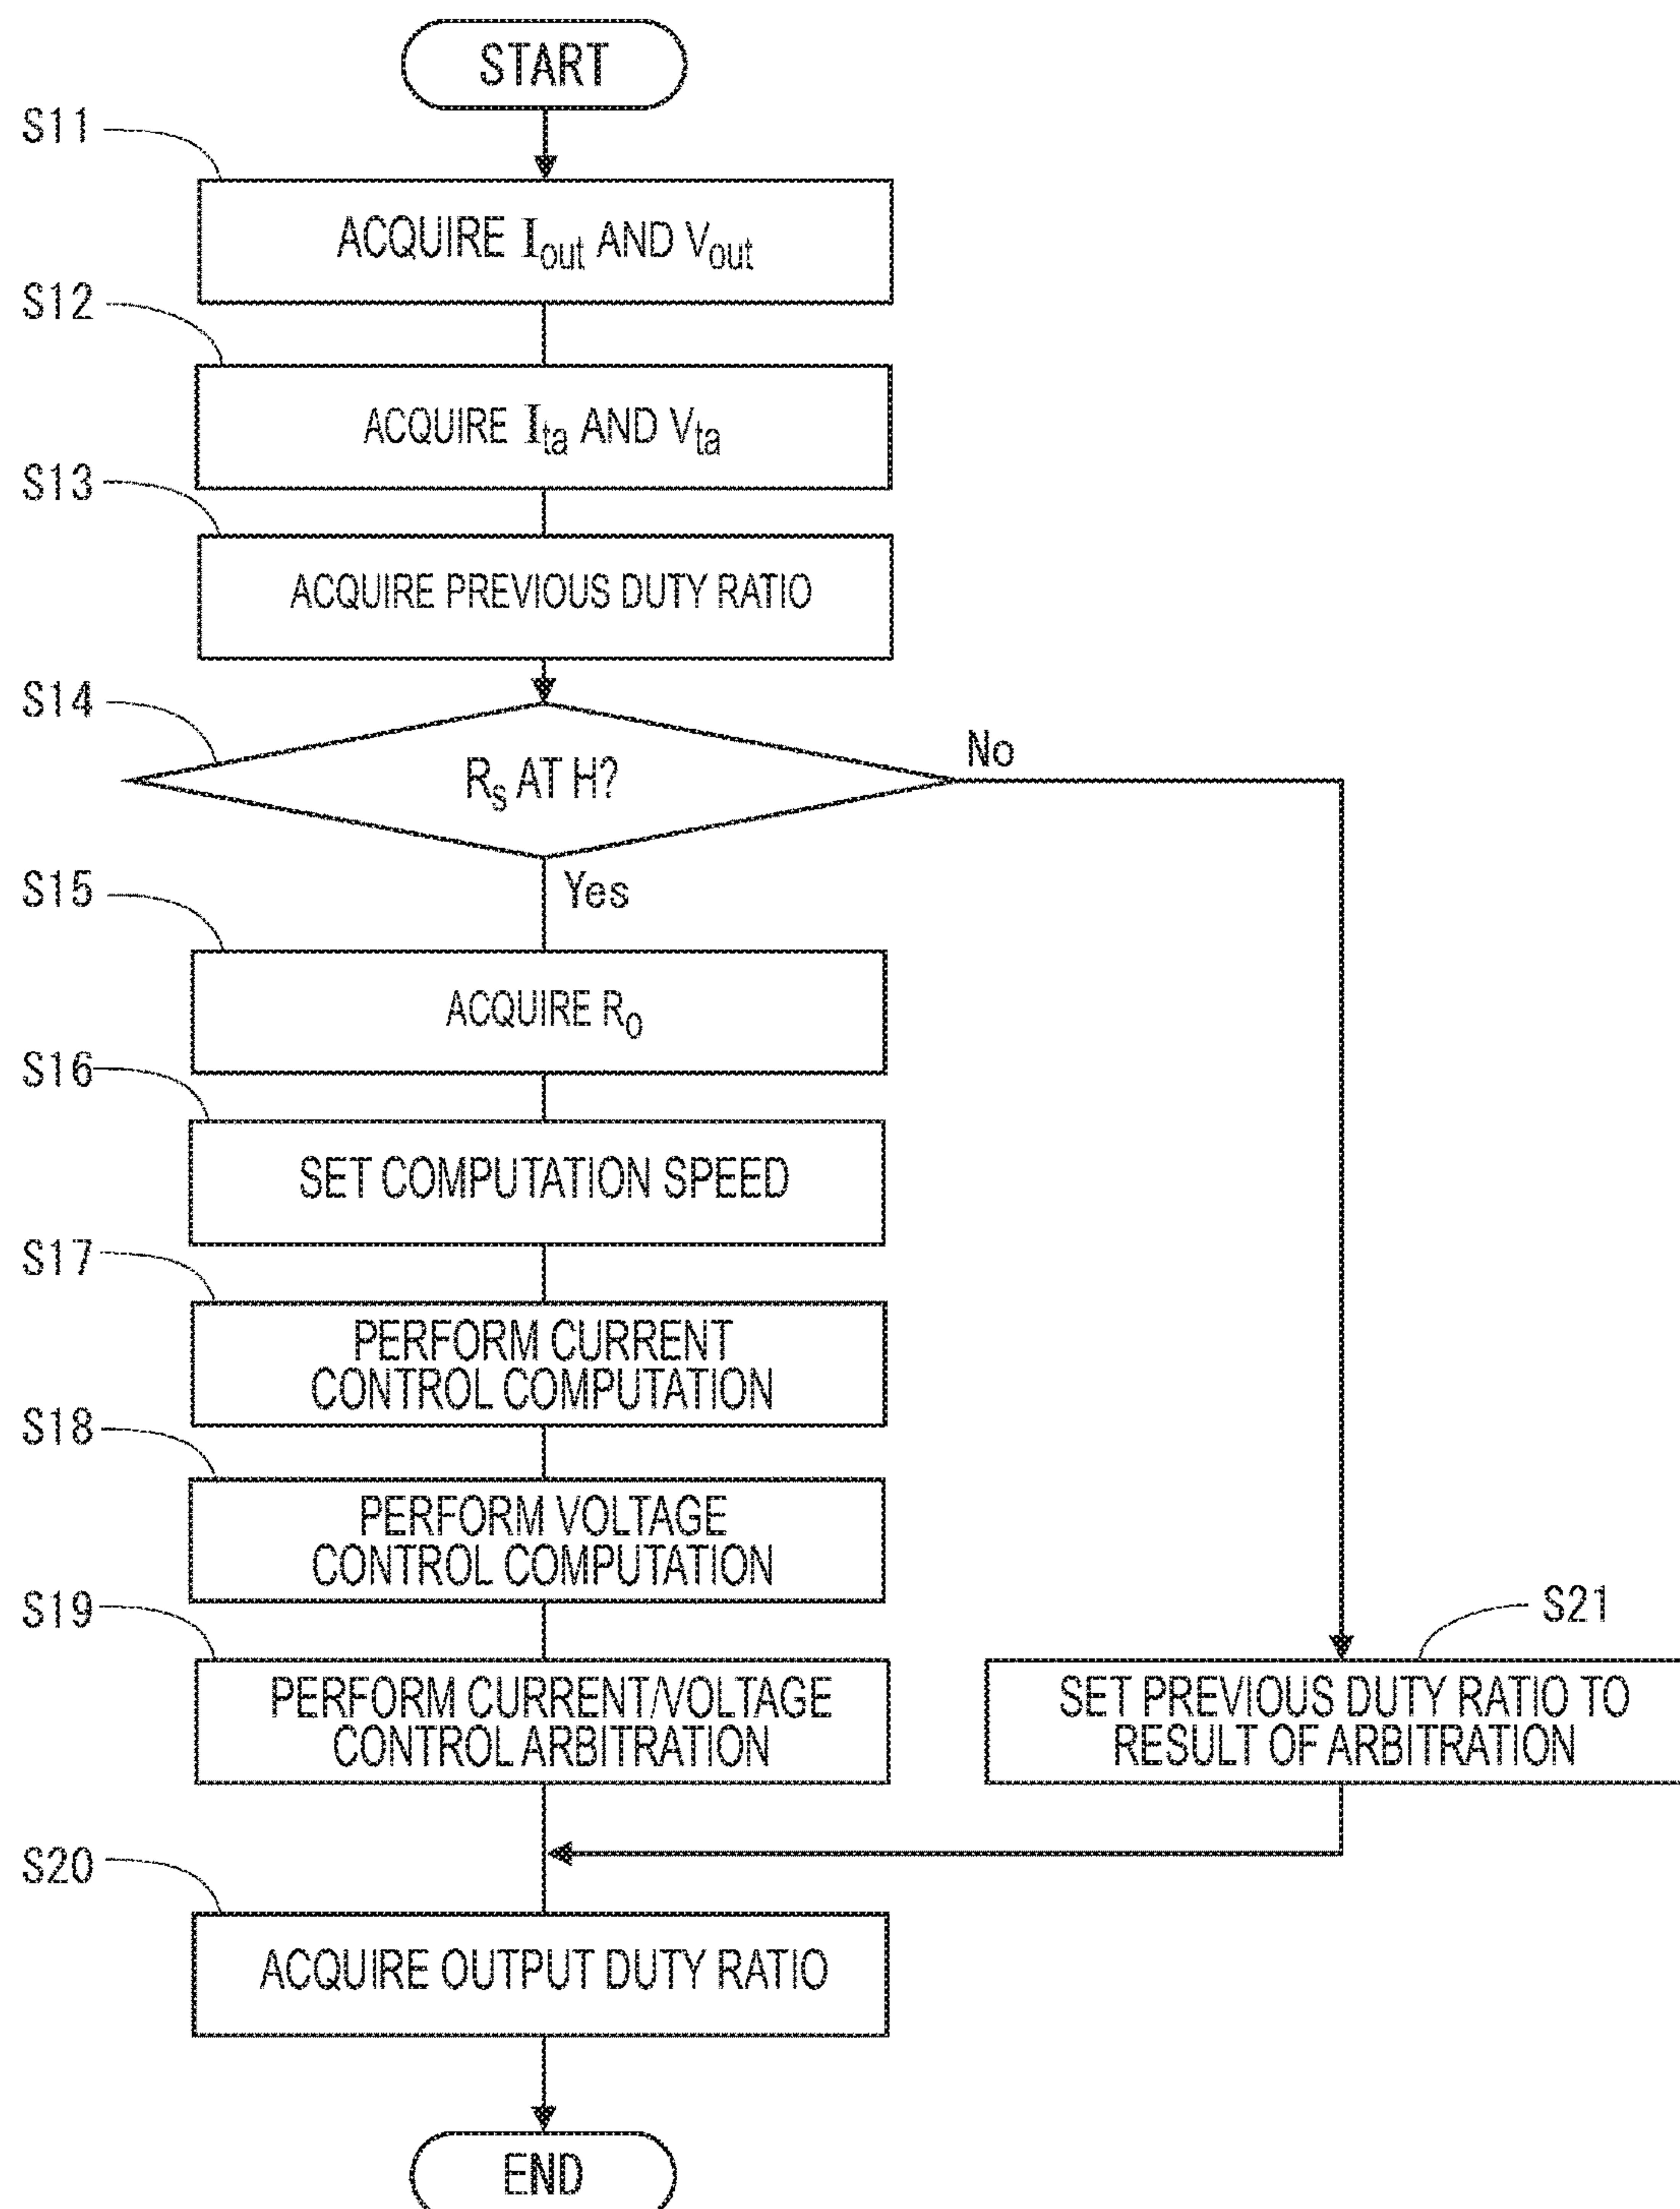 START
S11
ACQUIRE Iout AND Vout
S12
ACQUIRE Ita AND Vta
S13
ACQUIRE PREVIOUS DUTY RATIO
S14
Rs AT H?
No
Yes
S15
ACQUIRE Ro
S16
SET COMPUTATION SPEED
S17
PERFORM CURRENT
CONTROL COMPUTATION
S18
PERFORM VOLTAGE
CONTROL COMPUTATION
S19
PERFORM CURRENT/VOLTAGE
CONTROL ARBITRATION
S21
SET PREVIOUS DUTY RATIO TO
RESULT OF ARBITRATION
S20
ACQUIRE OUTPUT DUTY RATIO
END